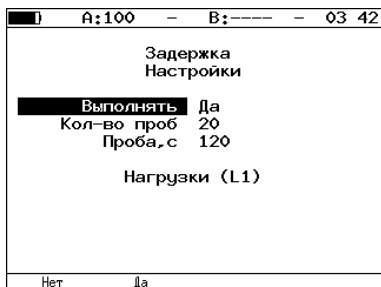 A:100 – B:---- – 03 42
Задержка
Настройки
Выполнять Да
Кол-во проб 20
Проба,с 120
Нагрузки (L1)
Нет Да